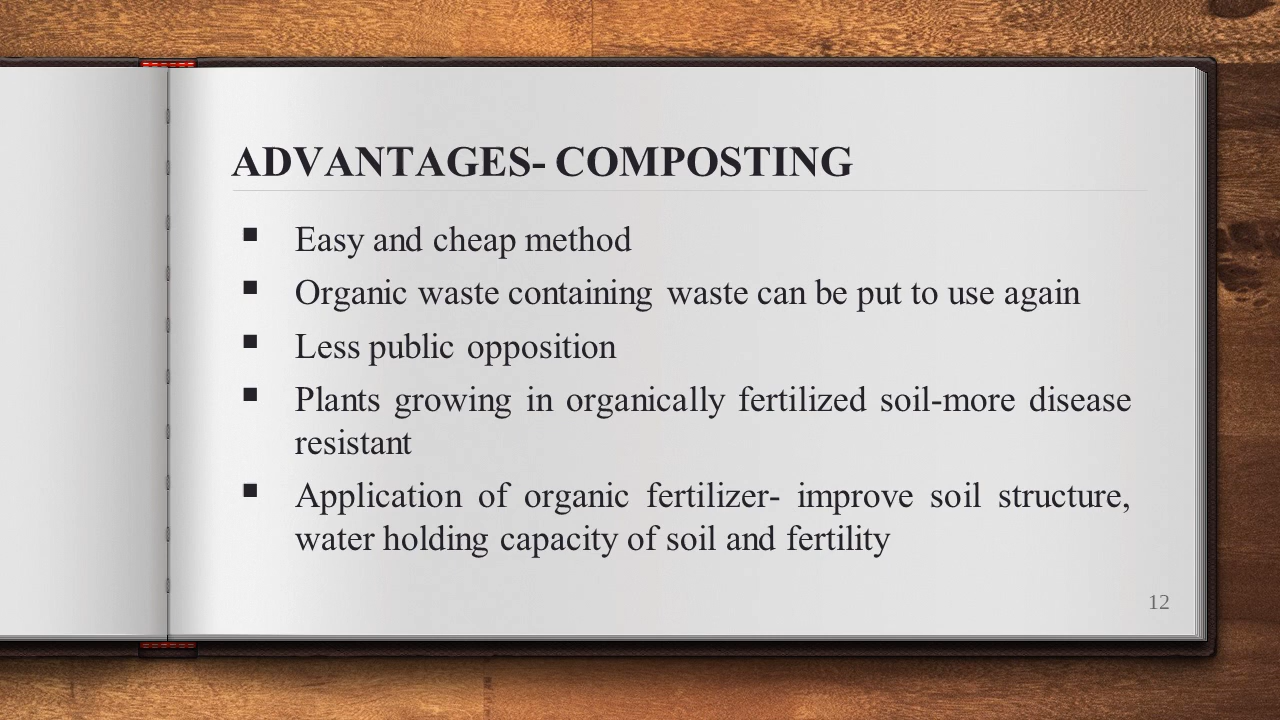 ADVANTAGES- COMPOSTING
▪ Easy and cheap method
▪ Organic waste containing waste can be put to use again
▪ Less public opposition
▪ Plants growing in organically fertilized soil-more disease
resistant
▪ Application of organic fertilizer- improve soil structure,
water holding capacity of soil and fertility
12